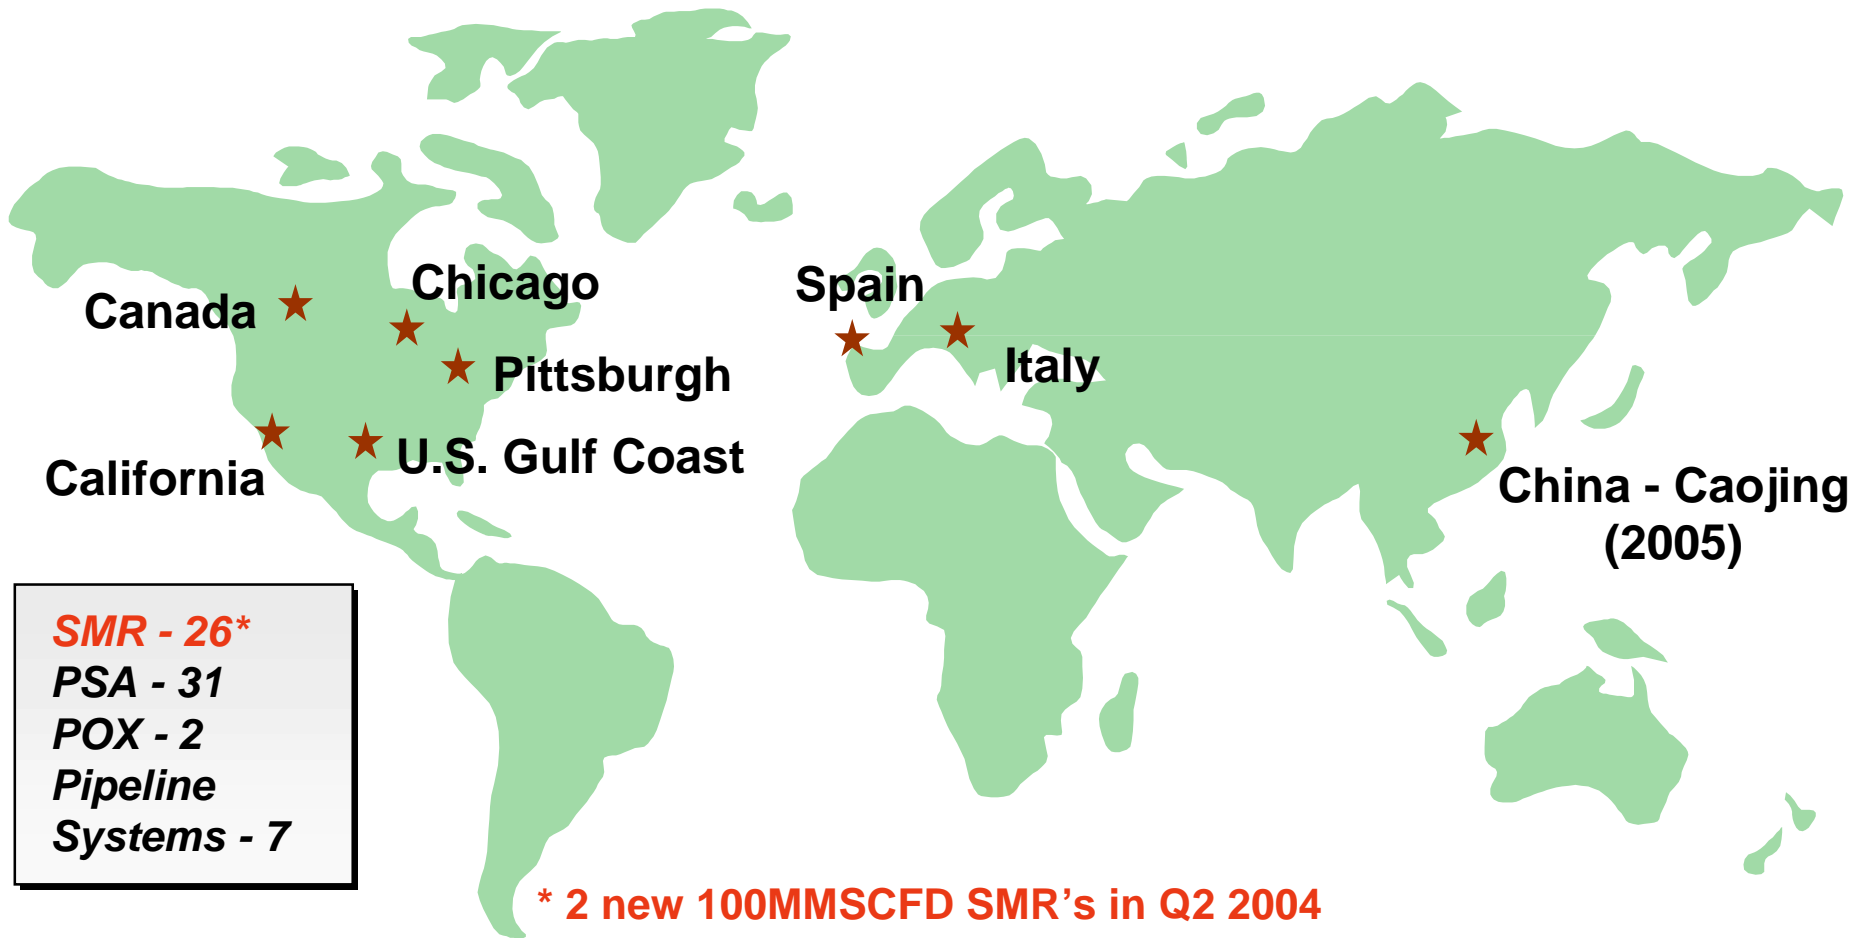 Chicago
Canada
Pittsburgh
California
U.S. Gulf Coast
Spain
Italy
China - Caojing
(2005)
SMR - 26*
PSA - 31
POX - 2
Pipeline
Systems - 7
* 2 new 100MMSCFD SMR’s in Q2 2004